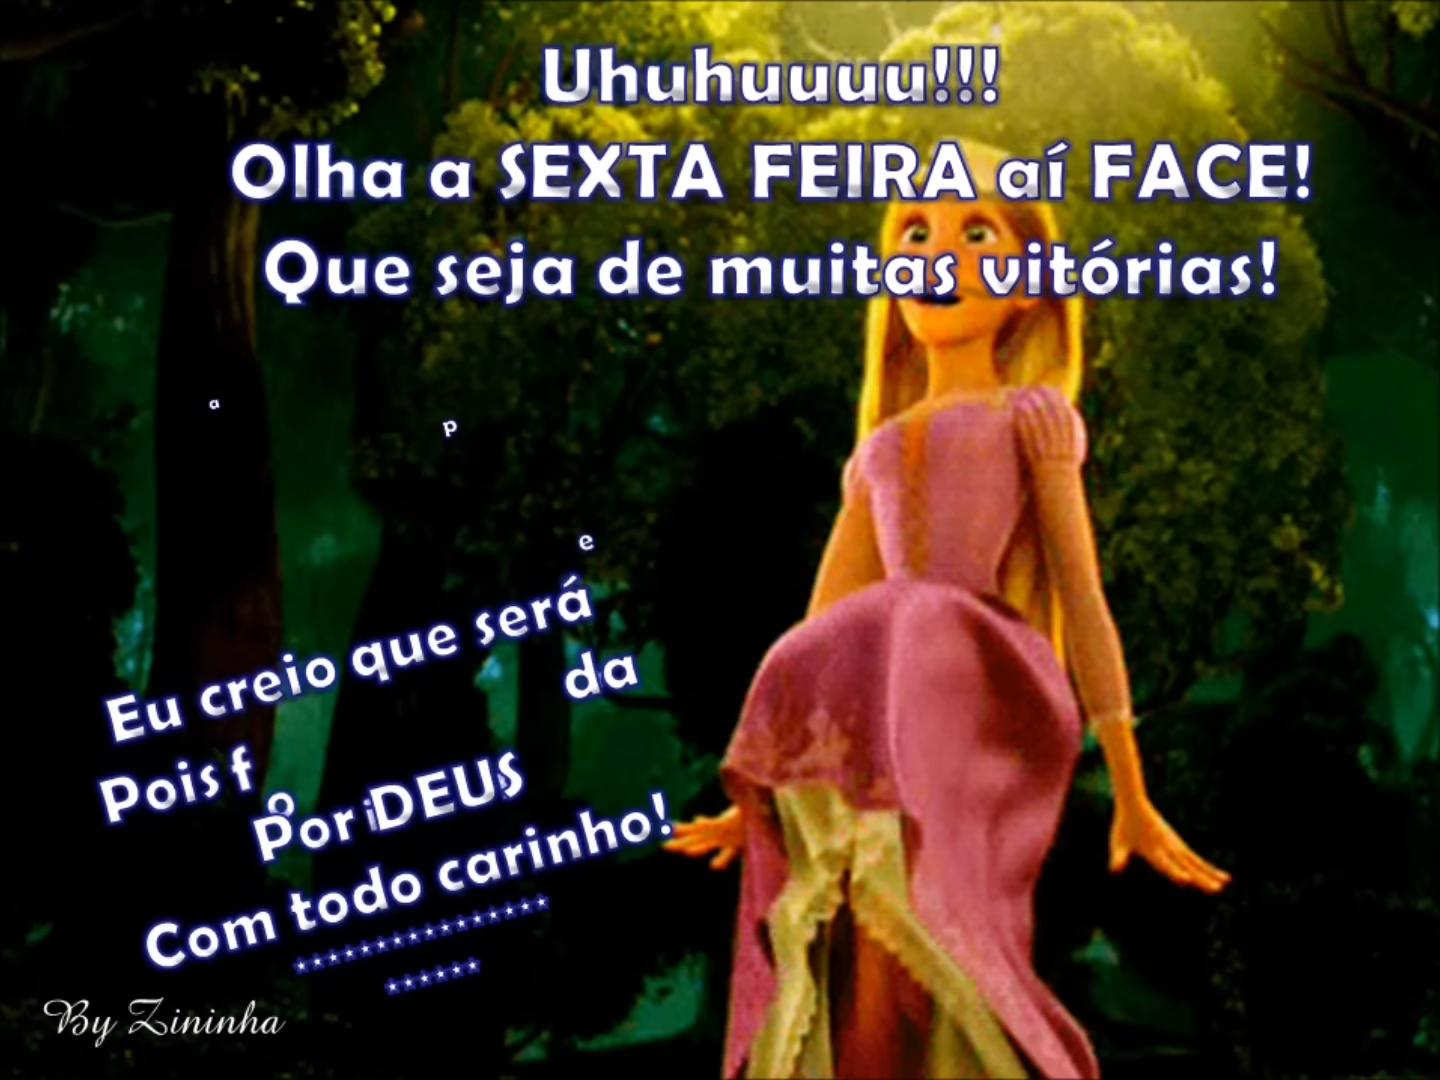 Uhuhuuuu!!!
Olha a SEXTA FEIRA aí FACE!
Que seja de muitas vitórias!
a
p
e
Eu creio que será
da
Pois f
o
Por i DEUS
Com todo carinho!
****************
******
By Zininha